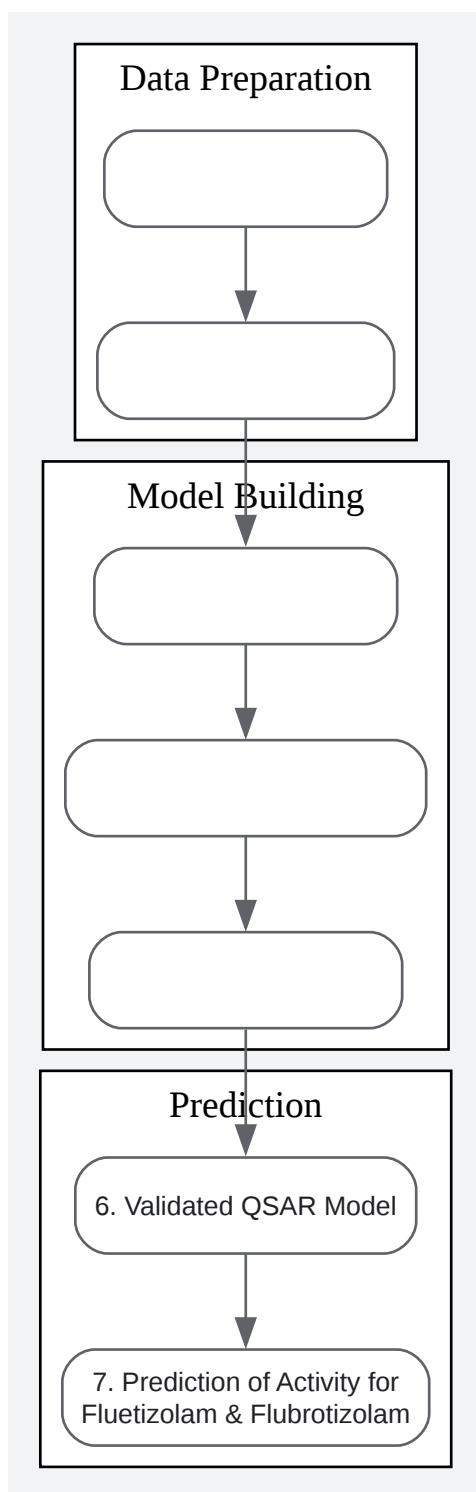 Data Preparation
Model Building
Prediction
6. Validated QSAR Model
7. Prediction of Activity for
Fluetizolam & Flubrotizolam